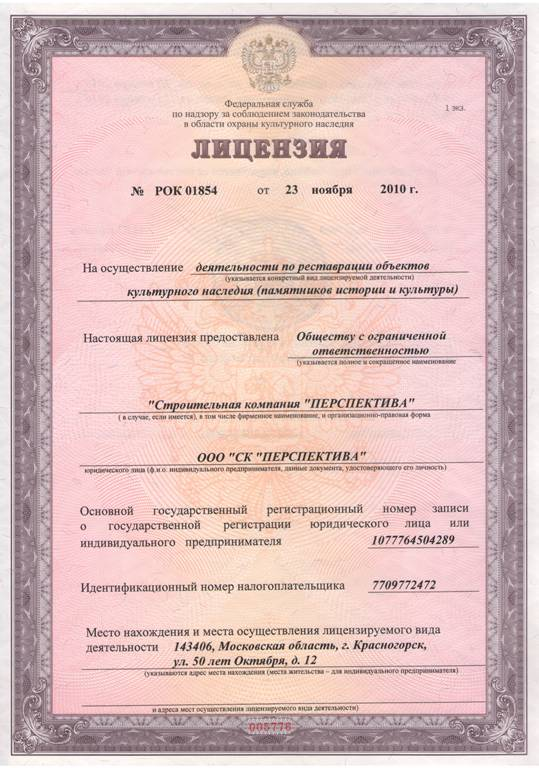 Федеральная служба
по надзору за соблюдением законодательства
в области охраны культурного наследия
1 экз.
ЛИЦЕНЗИЯ
№ РОК 01854 от 23 ноября 2010 г.
На осуществление деятельности по реставрации объектов
(указывается конкретный вид лицензируемой деятельности)
культурного наследия (памятников истории и культуры)
Настоящая лицензия предоставлена Обществу с ограниченной
ответственностью
(указывается полное и сокращенное наименование
"Строительная компания "ПЕРСПЕКТИВА"
( в случае, если имеется), в том числе фирменное наименование, и организационно-правовая форма
ООО "СК "ПЕРСПЕКТИВА"
юридического лица (ф.и.о. индивидуального предпринимателя, данные документа, удостоверяющего его личность)
Основной государственный регистрационный номер записи
о государственной регистрации юридического лица или
индивидуального предпринимателя 1077764504289
Идентификационный номер налогоплательщика 7709772472
Место нахождения и места осуществления лицензируемого вида
деятельности 143406, Московская область, г. Красногорск,
ул. 50 лет Октября, д. 12
(указываются адрес места нахождения (места жительства – для индивидуального предпринимателя)
и адреса мест осуществления лицензируемого вида деятельности)
005776